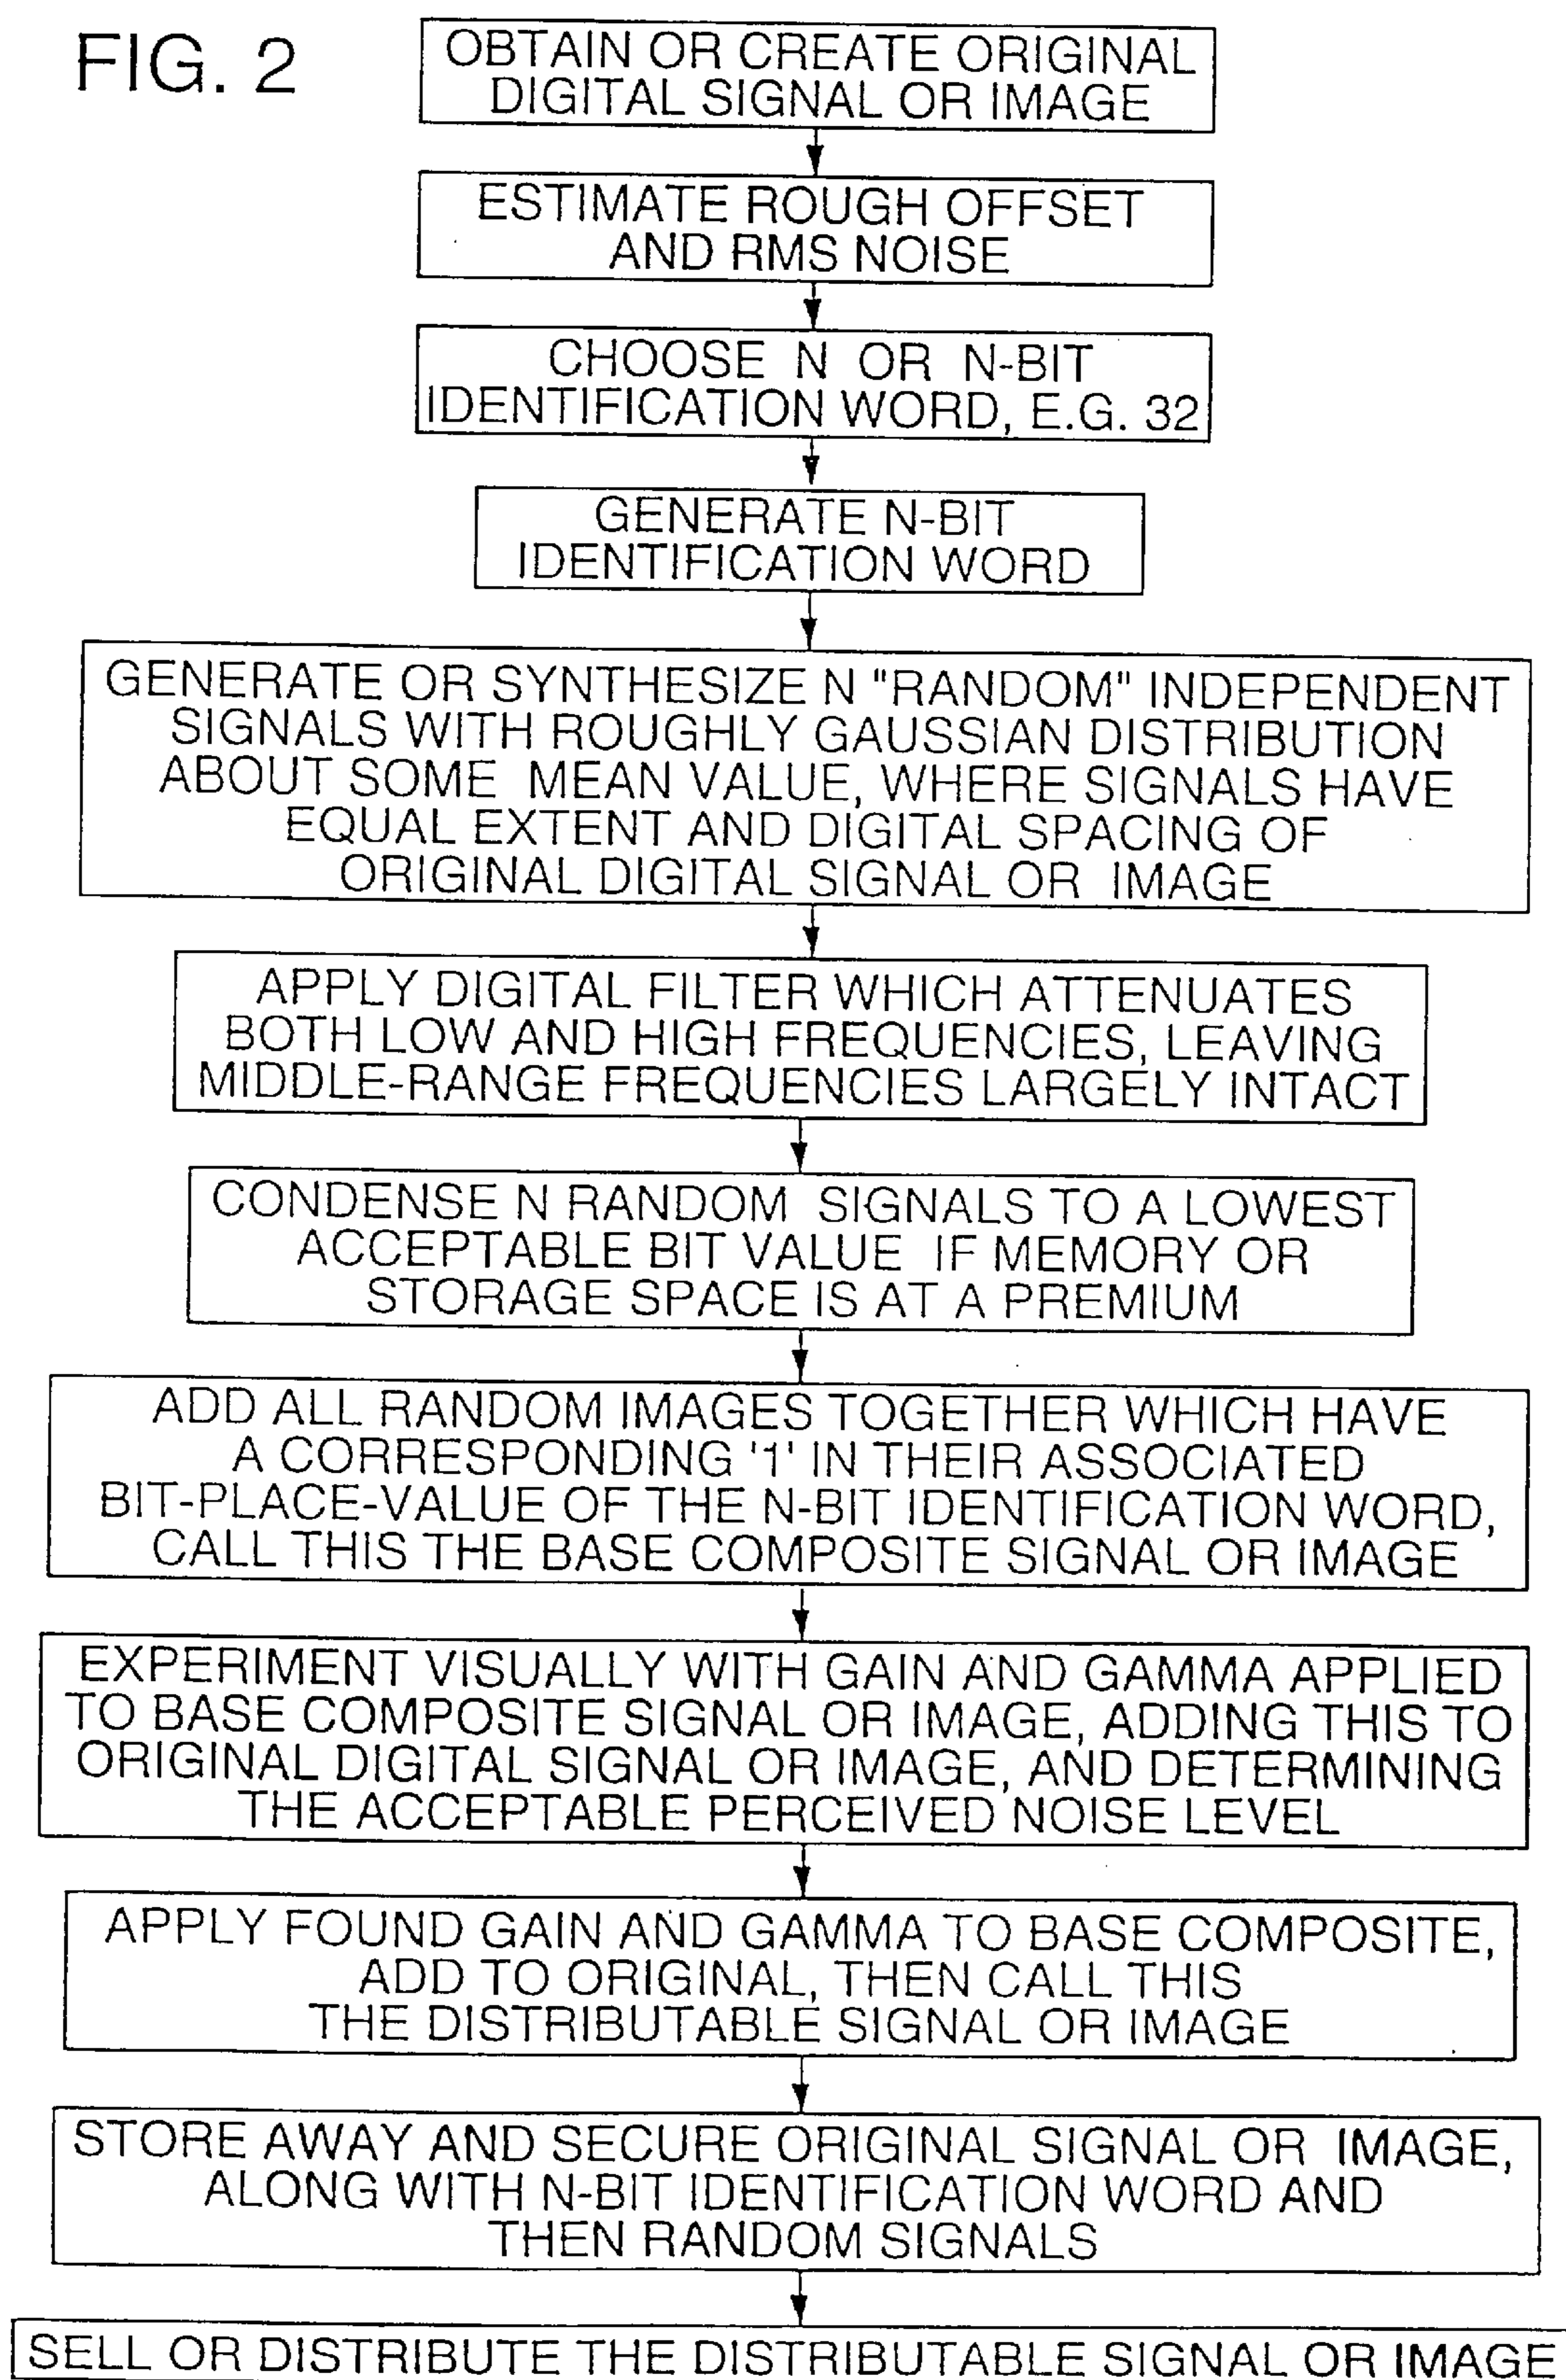 FIG. 2
OBTAIN OR CREATE ORIGINAL
DIGITAL SIGNAL OR IMAGE
ESTIMATE ROUGH OFFSET
AND RMS NOISE
CHOOSE N OR N-BIT
IDENTIFICATION WORD, E.G. 32
GENERATE N-BIT
IDENTIFICATION WORD
GENERATE OR SYNTHESIZE N "RANDOM" INDEPENDENT
SIGNALS WITH ROUGHLY GAUSSIAN DISTRIBUTION
ABOUT SOME MEAN VALUE, WHERE SIGNALS HAVE
EQUAL EXTENT AND DIGITAL SPACING OF
ORIGINAL DIGITAL SIGNAL OR IMAGE
APPLY DIGITAL FILTER WHICH ATTENUATES
BOTH LOW AND HIGH FREQUENCIES, LEAVING
MIDDLE-RANGE FREQUENCIES LARGELY INTACT
CONDENSE N RANDOM SIGNALS TO A LOWEST
ACCEPTABLE BIT VALUE IF MEMORY OR
STORAGE SPACE IS AT A PREMIUM
ADD ALL RANDOM IMAGES TOGETHER WHICH HAVE
A CORRESPONDING '1' IN THEIR ASSOCIATED
BIT-PLACE-VALUE OF THE N-BIT IDENTIFICATION WORD,
CALL THIS THE BASE COMPOSITE SIGNAL OR IMAGE
EXPERIMENT VISUALLY WITH GAIN AND GAMMA APPLIED
TO BASE COMPOSITE SIGNAL OR IMAGE, ADDING THIS TO
ORIGINAL DIGITAL SIGNAL OR IMAGE, AND DETERMINING
THE ACCEPTABLE PERCEIVED NOISE LEVEL
APPLY FOUND GAIN AND GAMMA TO BASE COMPOSITE,
ADD TO ORIGINAL, THEN CALL THIS
THE DISTRIBUTABLE SIGNAL OR IMAGE
STORE AWAY AND SECURE ORIGINAL SIGNAL OR IMAGE,
ALONG WITH N-BIT IDENTIFICATION WORD AND
THEN RANDOM SIGNALS
SELL OR DISTRIBUTE THE DISTRIBUTABLE SIGNAL OR IMAGE